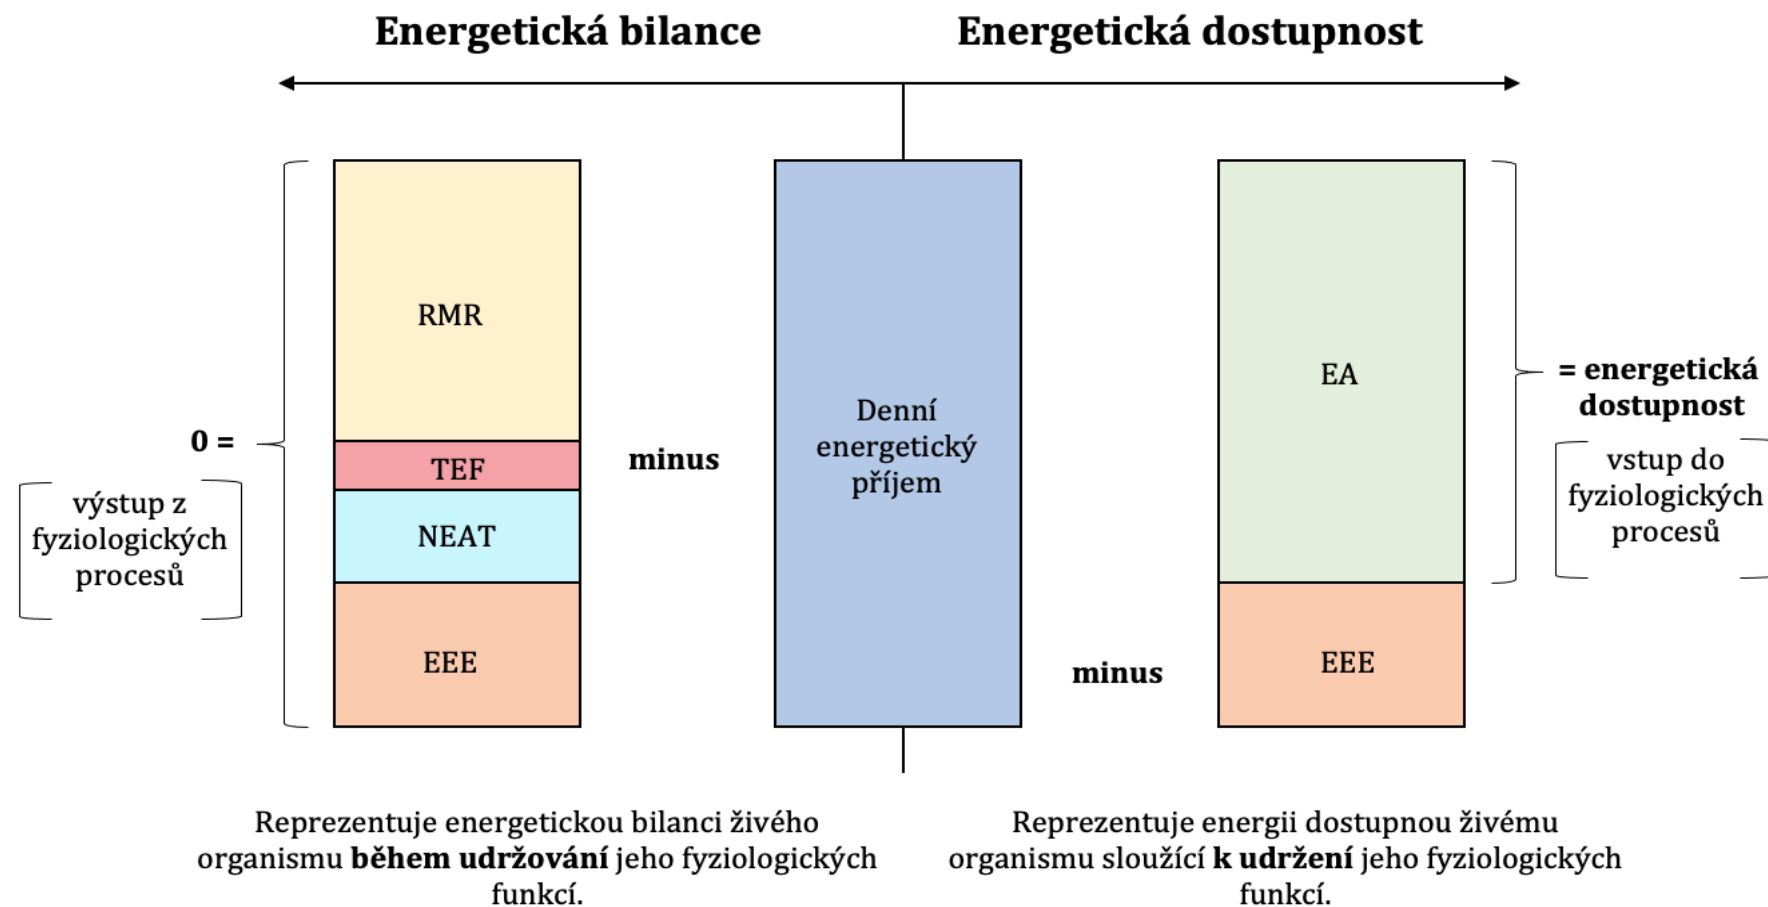 Energetická bilance
Energetická dostupnost
0 =
výstup z
fyziologických
procesů
RMR
TEF
NEAT
EEE
minus
Denní
energetický
příjem
minus
EA
EEE
= energetická
dostupnost
vstup do
fyziologických
procesů
Reprezentuje energetickou bilanci živého
organismu během udržování jeho fyziologických
funkcí.
Reprezentuje energii dostupnou živému
organismu sloužící k udržení jeho fyziologických
funkcí.